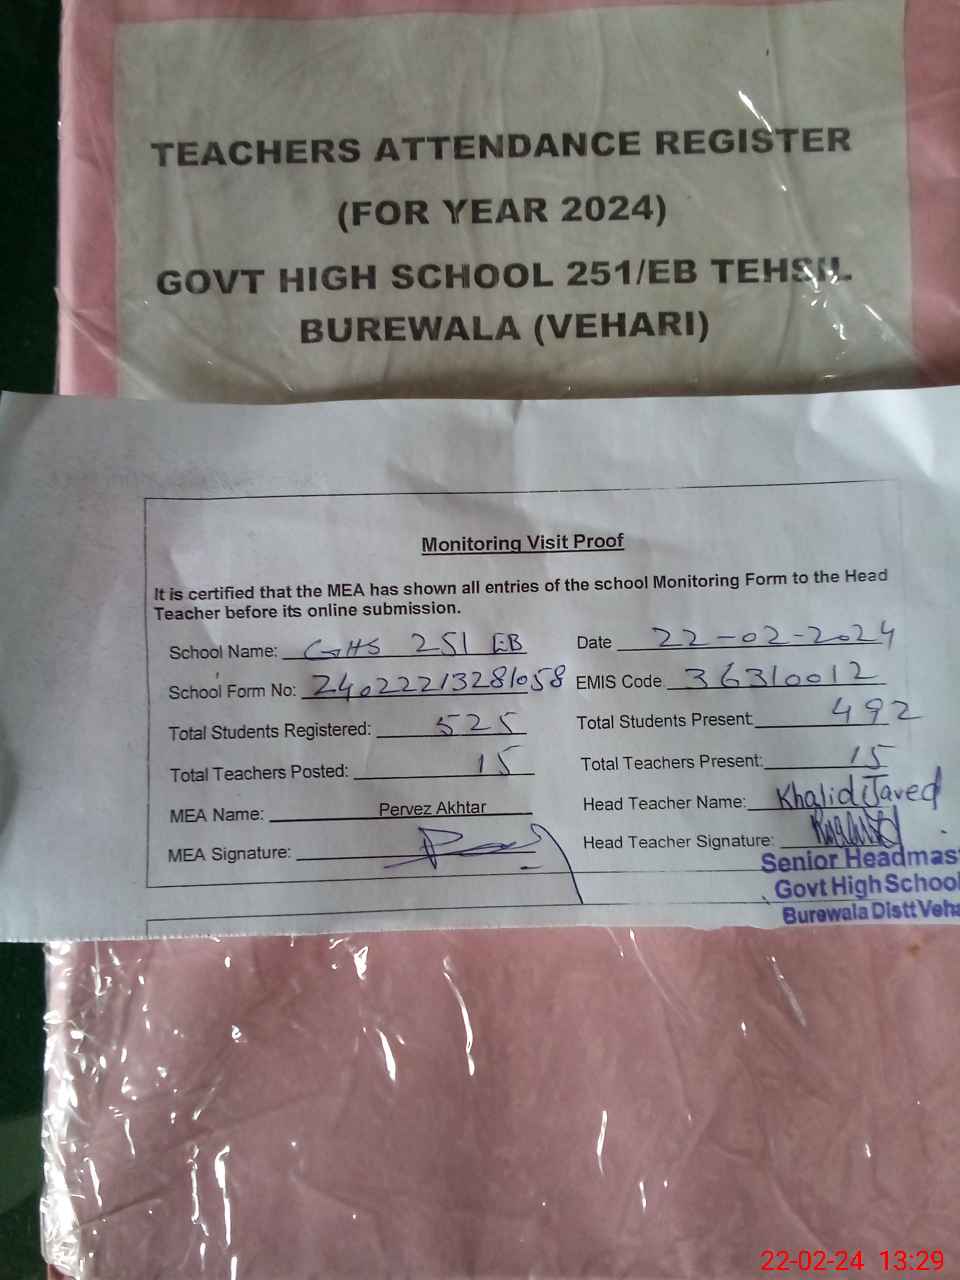 TEACHERS ATTENDANCE REGISTER
(FOR YEAR 2024)
GOVT HIGH SCHOOL 251/EB TEHSIL
BUREWALA (VEHARI)
Monitoring Visit Proof
It is certified that the MEA has shown all entries of the school Monitoring Form to the Head
Teacher before its online submission.
School Name: GHS 251 EB Date 22-02-2024
School Form No: 24022213281058 EMIS Code 36310012
Total Students Registered: 525 Total Students Present 492
Total Teachers Posted: 15 Total Teachers Present: 15
MEA Name: Pervez Akhtar Head Teacher Name: Khalid Javed
MEA Signature: Head Teacher Signature:
Senior Headmas
Govt High School
Burewala Distt Veha
22-02-24 13:29